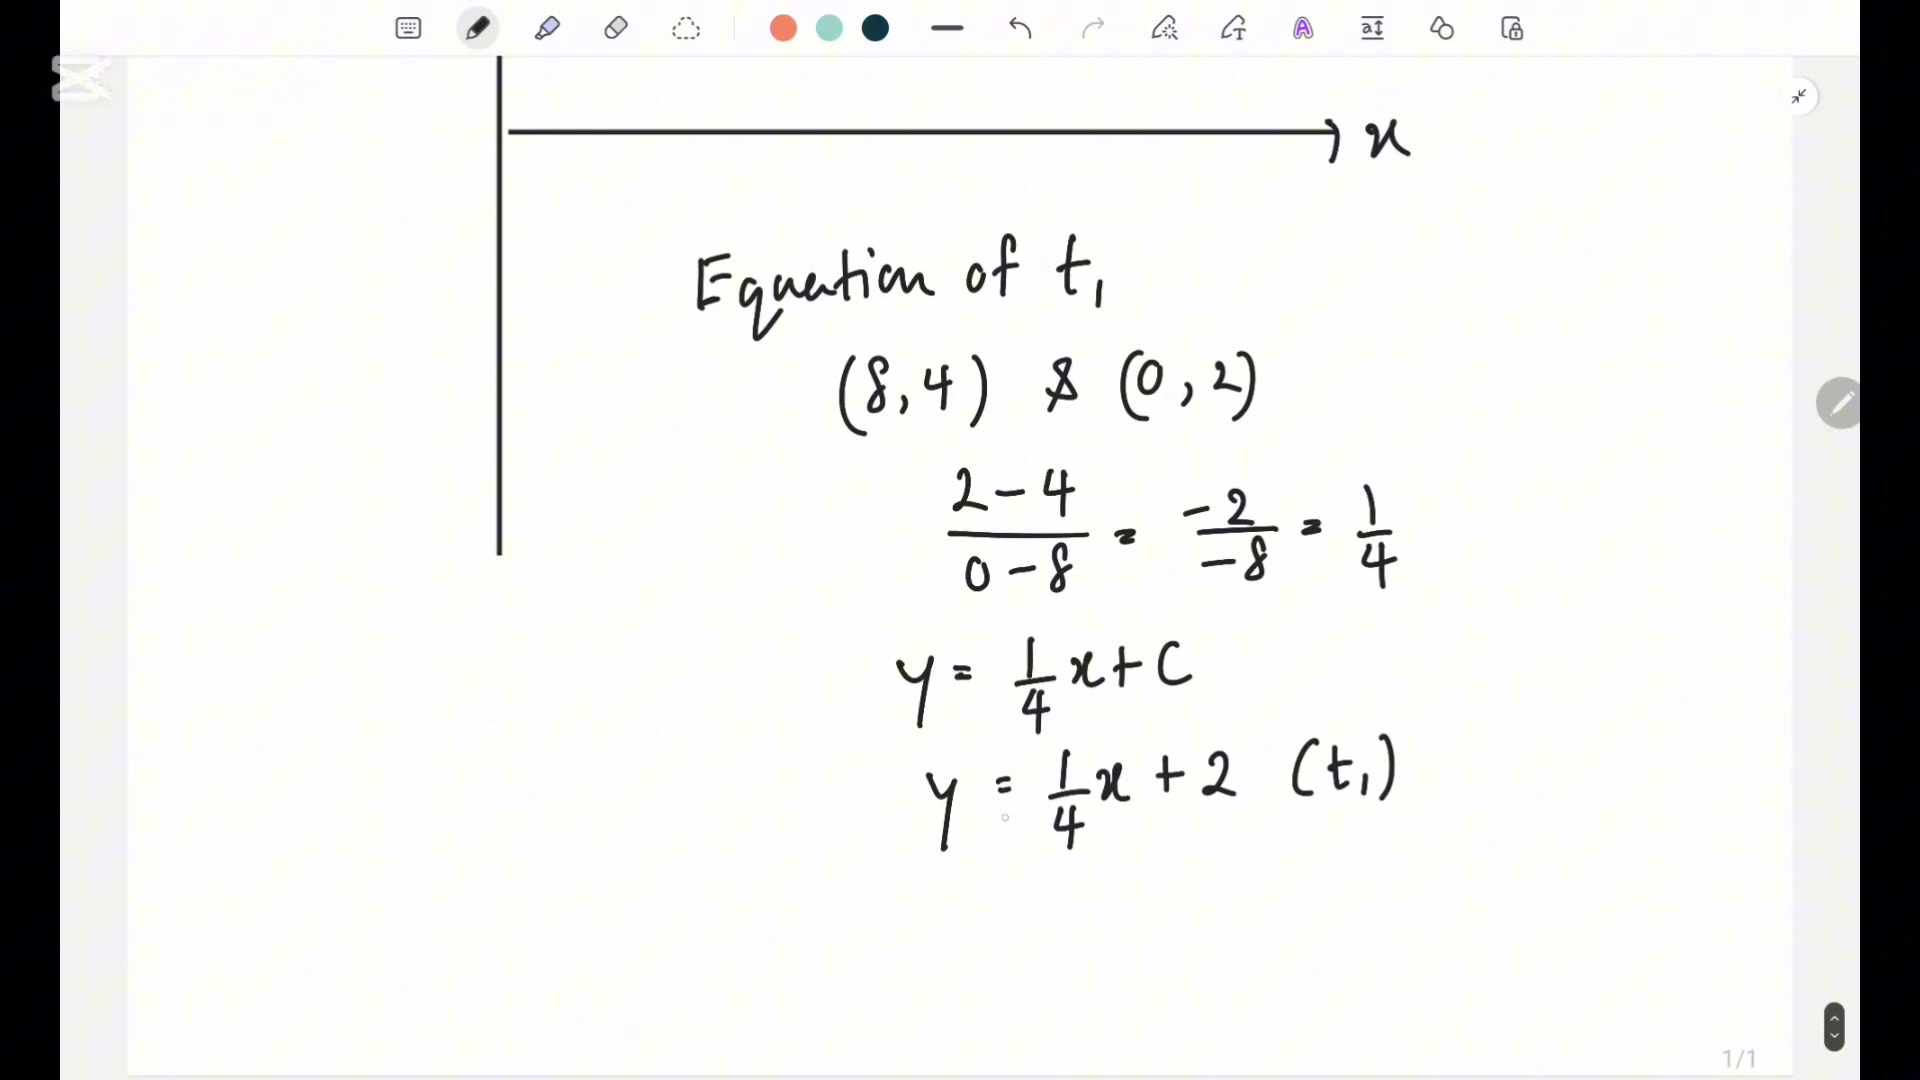 x
Equation of t₁
(8,4) & (0,2)
2-4/0-8 = -2/-8 = 1/4
y = 1/4 x + C
y = 1/4 x + 2 (t₁)
1/1